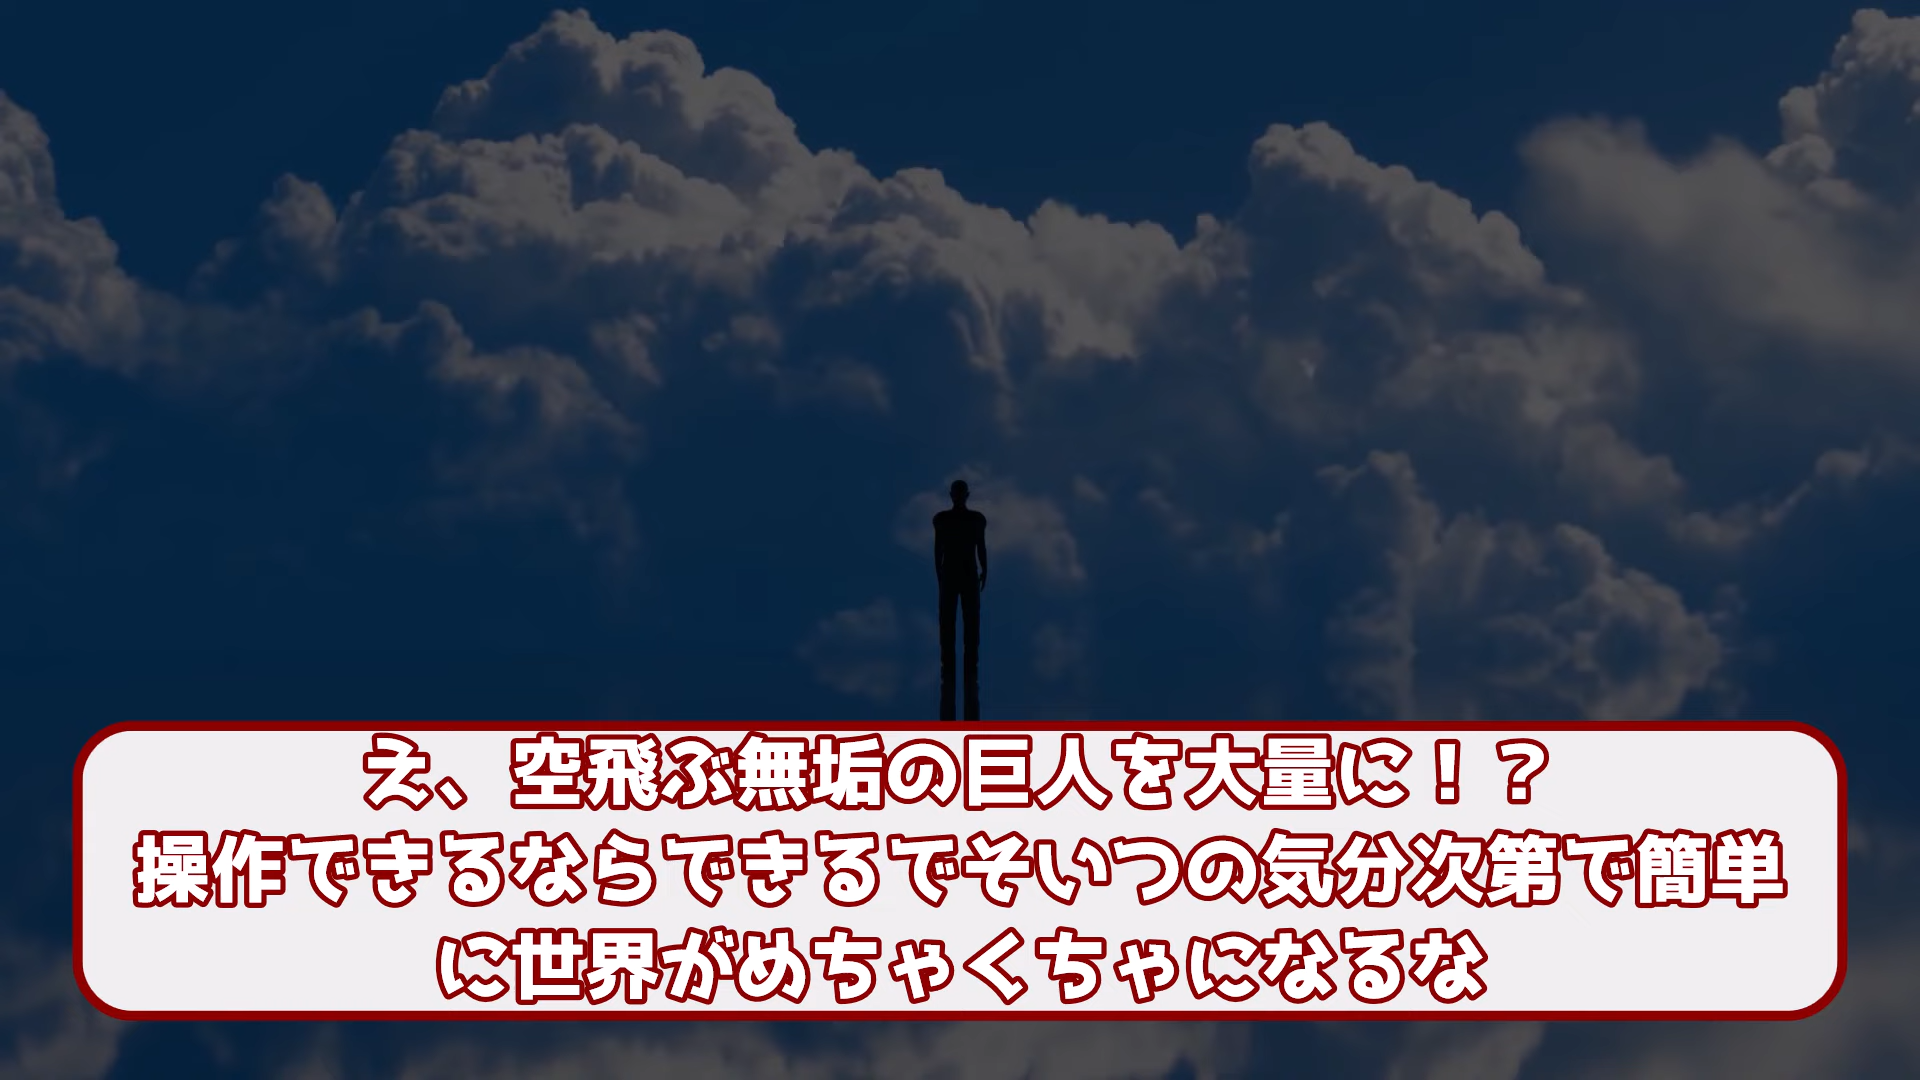 え、空飛ぶ無垢の巨人を大量に！？
操作できるならできるでそいつの気分次第で簡単
に世界がめちゃくちゃになるな